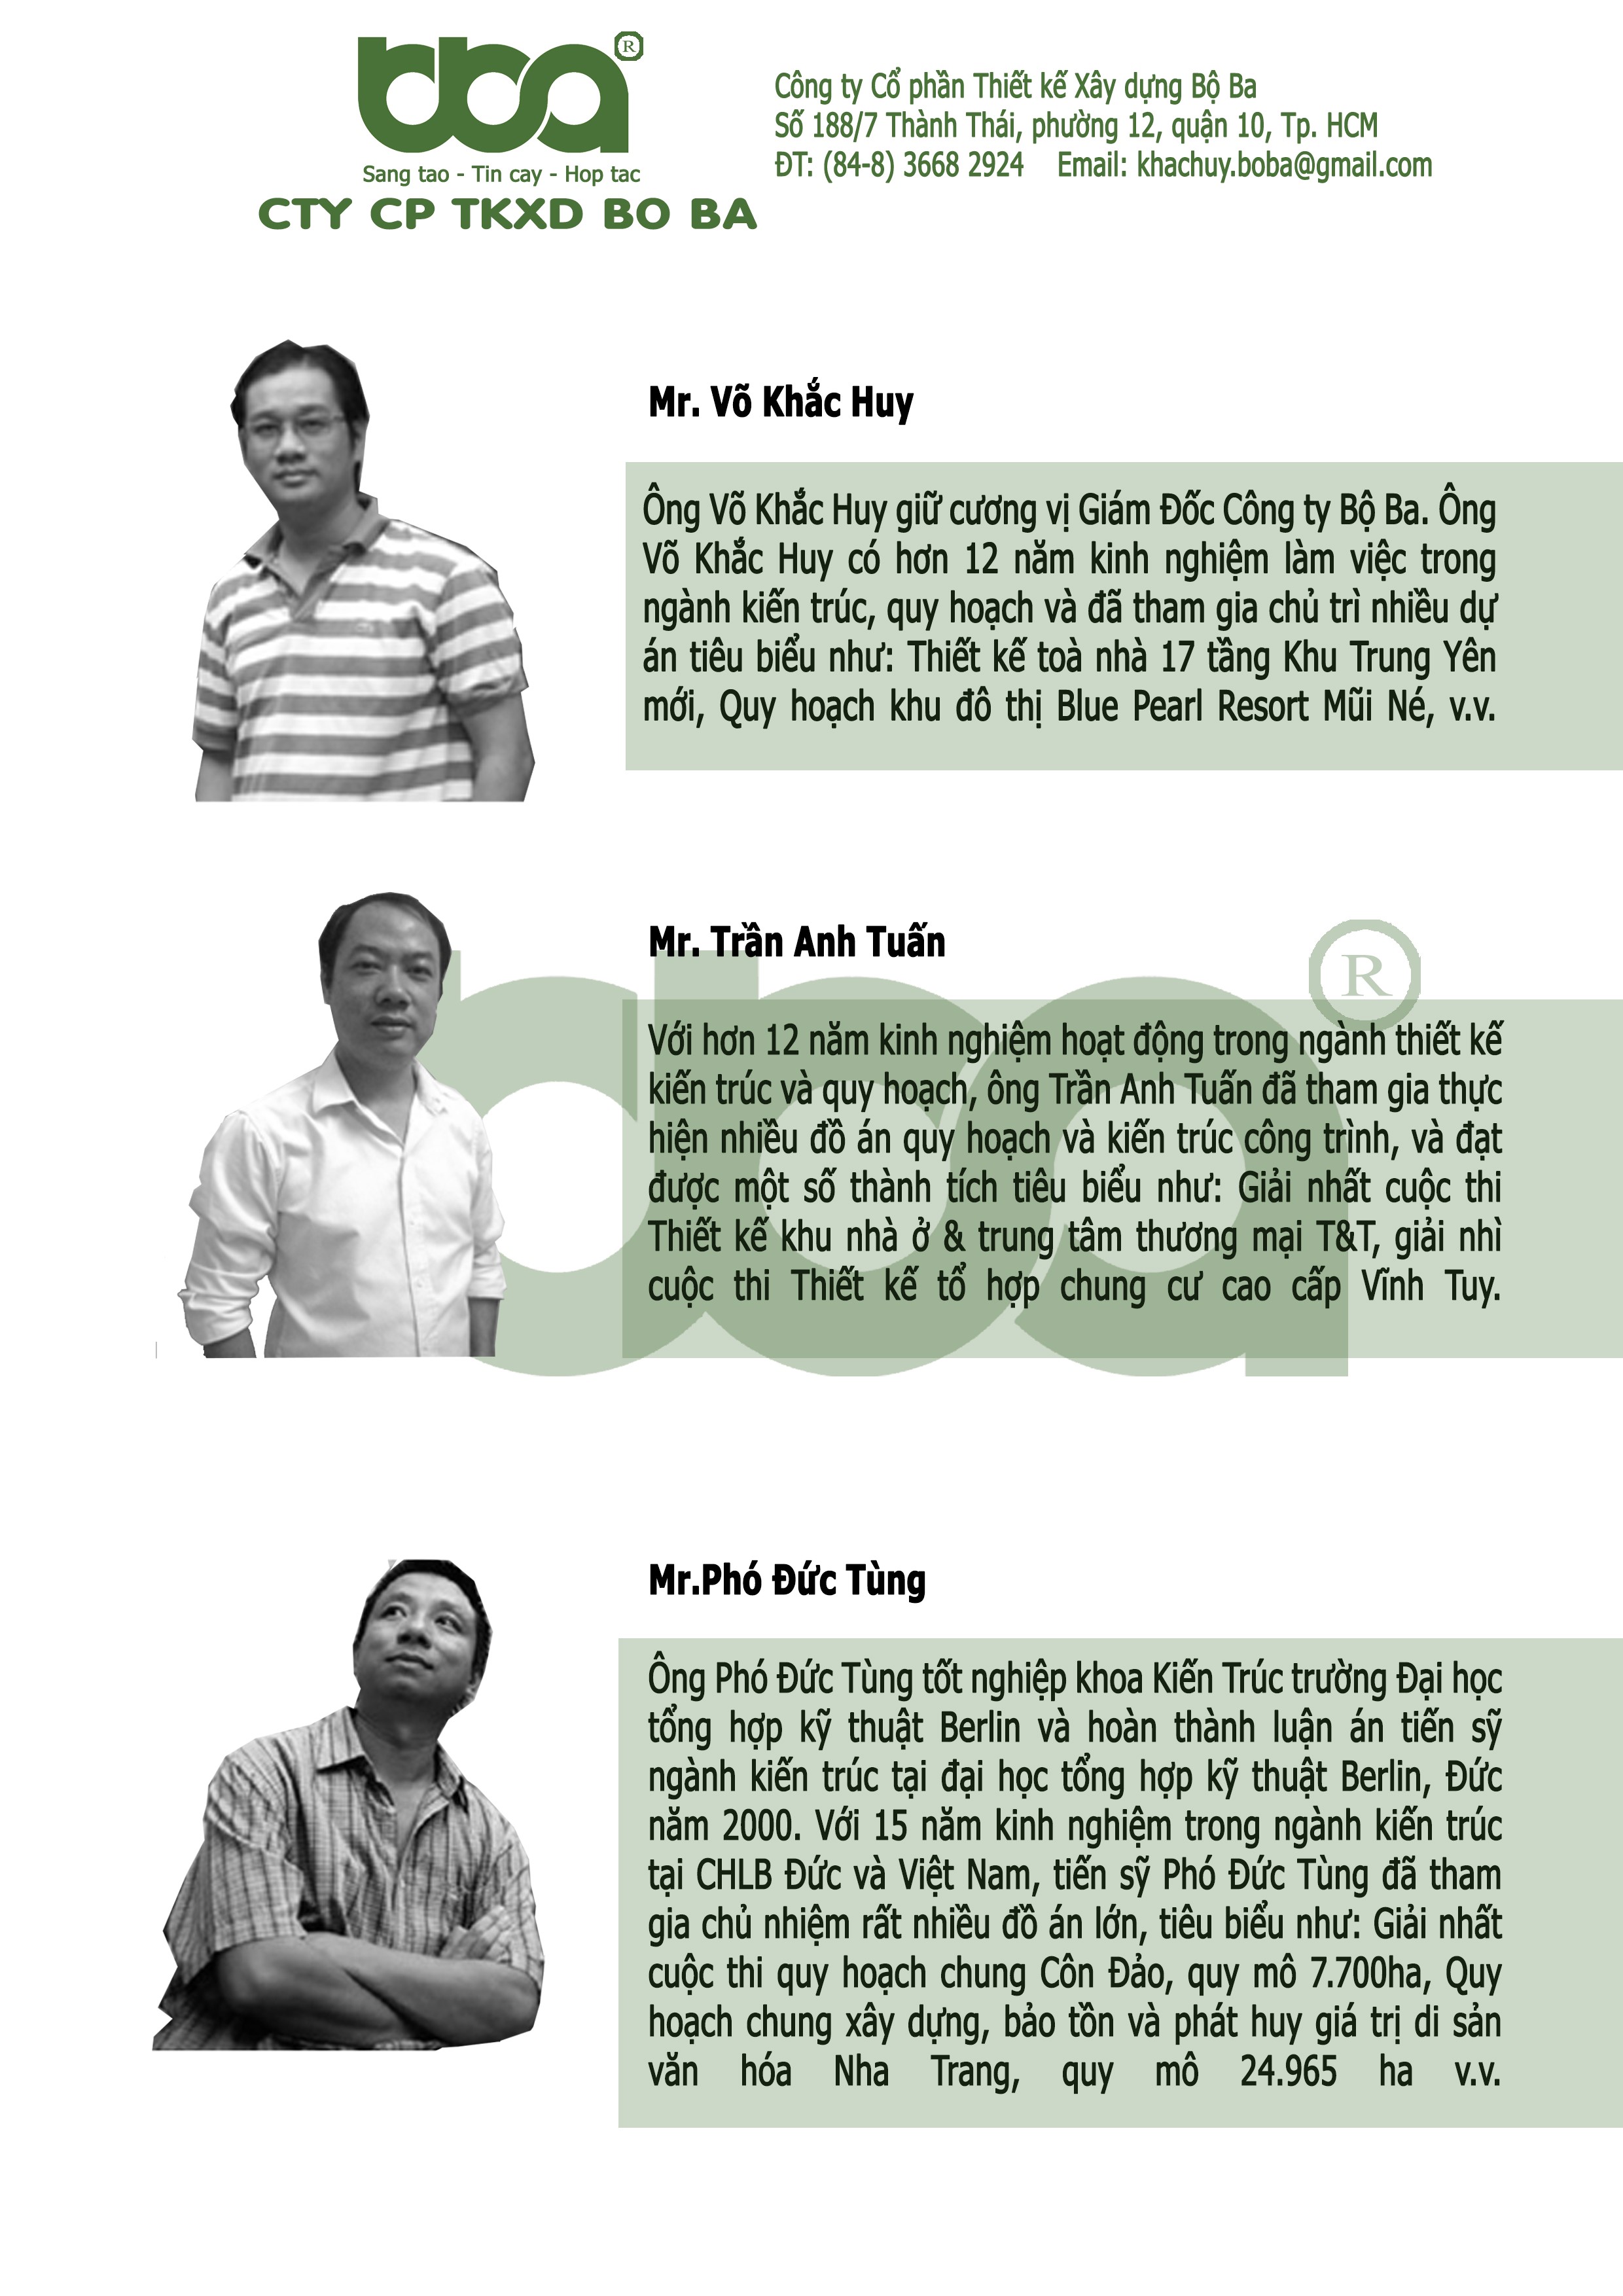 bba®
Sang tao - Tin cay - Hop tac
CTY CP TKXD BO BA
Công ty Cổ phần Thiết kế Xây dựng Bộ Ba
Số 188/7 Thành Thái, phường 12, quận 10, Tp. HCM
ĐT: (84-8) 3668 2924 Email: khachuy.boba@gmail.com
Mr. Võ Khắc Huy
Ông Võ Khắc Huy giữ cương vị Giám Đốc Công ty Bộ Ba. Ông
Võ Khắc Huy có hơn 12 năm kinh nghiệm làm việc trong
ngành kiến trúc, quy hoạch và đã tham gia chủ trì nhiều dự
án tiêu biểu như: Thiết kế toà nhà 17 tầng Khu Trung Yên
mới, Quy hoạch khu đô thị Blue Pearl Resort Mũi Né, v.v.
Mr. Trần Anh Tuấn
bba®
Với hơn 12 năm kinh nghiệm hoạt động trong ngành thiết kế
kiến trúc và quy hoạch, ông Trần Anh Tuấn đã tham gia thực
hiện nhiều đồ án quy hoạch và kiến trúc công trình, và đạt
được một số thành tích tiêu biểu như: Giải nhất cuộc thi
Thiết kế khu nhà ở & trung tâm thương mại T&T, giải nhì
cuộc thi Thiết kế tổ hợp chung cư cao cấp Vĩnh Tuy.
Mr.Phó Đức Tùng
Ông Phó Đức Tùng tốt nghiệp khoa Kiến Trúc trường Đại học
tổng hợp kỹ thuật Berlin và hoàn thành luận án tiến sỹ
ngành kiến trúc tại đại học tổng hợp kỹ thuật Berlin, Đức
năm 2000. Với 15 năm kinh nghiệm trong ngành kiến trúc
tại CHLB Đức và Việt Nam, tiến sỹ Phó Đức Tùng đã tham
gia chủ nhiệm rất nhiều đồ án lớn, tiêu biểu như: Giải nhất
cuộc thi quy hoạch chung Côn Đảo, quy mô 7.700ha, Quy
hoạch chung xây dựng, bảo tồn và phát huy giá trị di sản
văn hóa Nha Trang, quy mô 24.965 ha v.v.